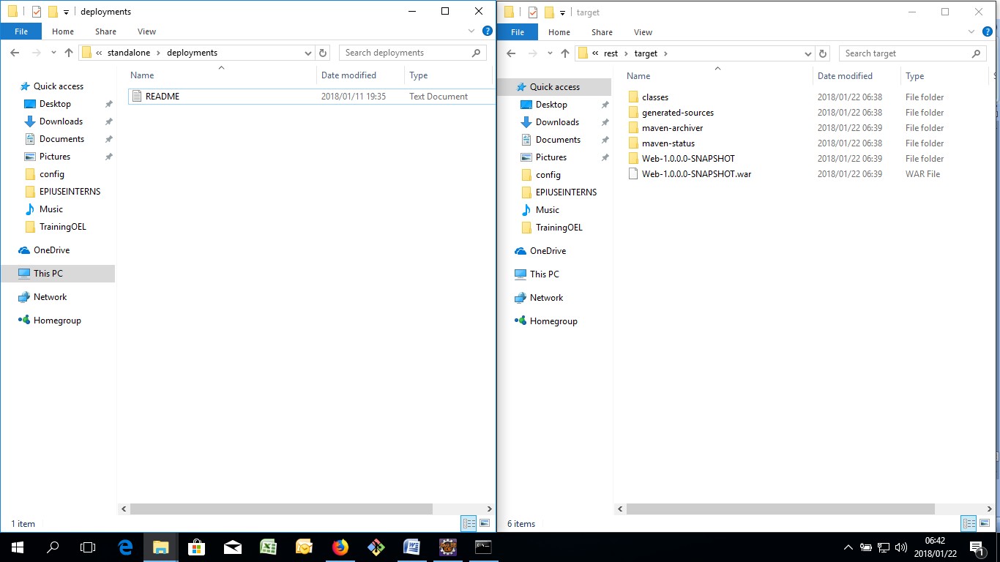 deployments
File Home Share View
« standalone > deployments
Search deployments
Name Date modified Type
README 2018/01/11 19:35 Text Document
Quick access
Desktop
Downloads
Documents
Pictures
config
EPIUSEINTERNS
Music
TrainingOEL
OneDrive
This PC
Network
Homegroup
1 item
target
File Home Share View
« rest > target >
Search target
Name Date modified Type
classes 2018/01/22 06:38 File folder
generated-sources 2018/01/22 06:38 File folder
maven-archiver 2018/01/22 06:39 File folder
maven-status 2018/01/22 06:38 File folder
Web-1.0.0.0-SNAPSHOT 2018/01/22 06:39 File folder
Web-1.0.0.0-SNAPSHOT.war 2018/01/22 06:39 WAR File
Quick access
Desktop
Downloads
Documents
Pictures
config
EPIUSEINTERNS
Music
TrainingOEL
OneDrive
This PC
Network
Homegroup
6 items
06:42
2018/01/22
1